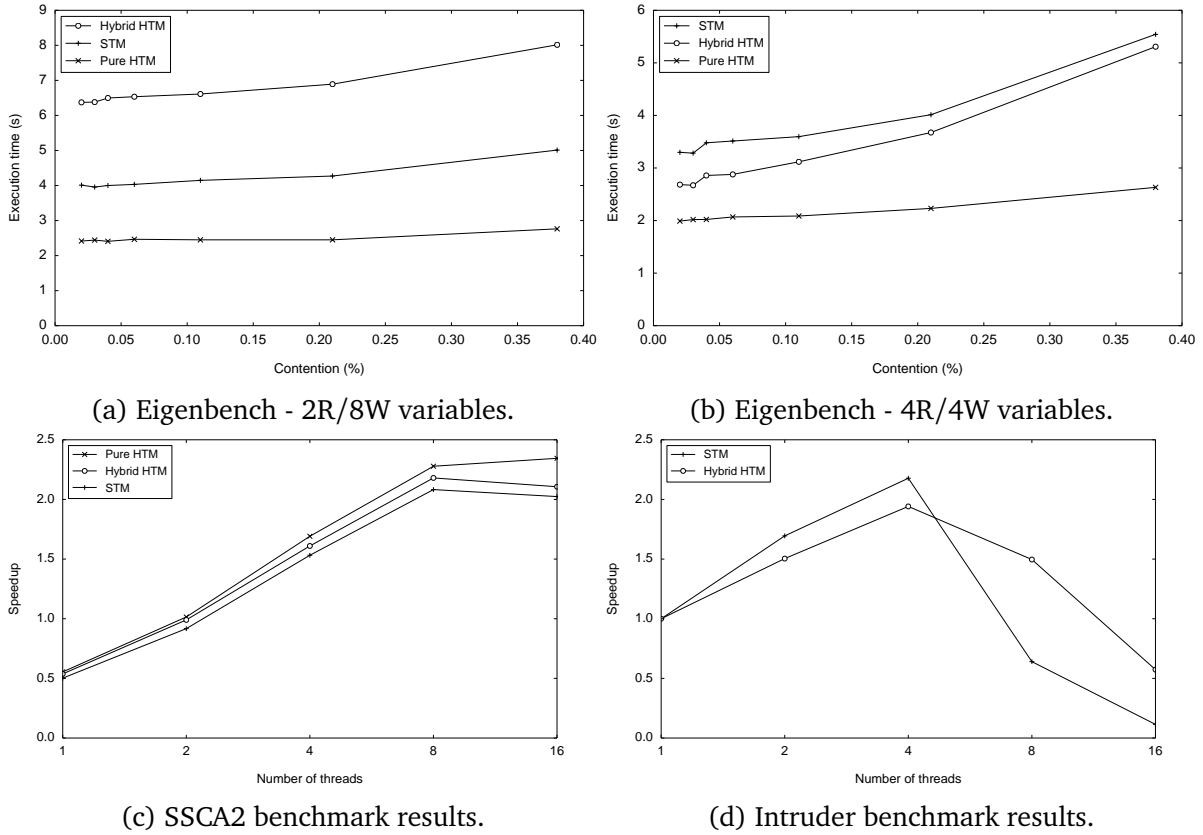 9
8
7
6
5
4
3
2
1
0
Execution time (s)
Hybrid HTM
STM
Pure HTM
0.00 0.05 0.10 0.15 0.20 0.25 0.30 0.35 0.40
Contention (%)
(a) Eigenbench - 2R/8W variables.
6
5
4
3
2
1
0
Execution time (s)
STM
Hybrid HTM
Pure HTM
0.00 0.05 0.10 0.15 0.20 0.25 0.30 0.35 0.40
Contention (%)
(b) Eigenbench - 4R/4W variables.
2.5
2.0
1.5
1.0
0.5
0.0
Speedup
Pure HTM
Hybrid HTM
STM
1 2 4 8 16
Number of threads
(c) SSCA2 benchmark results.
2.5
2.0
1.5
1.0
0.5
0.0
Speedup
STM
Hybrid HTM
1 2 4 8 16
Number of threads
(d) Intruder benchmark results.